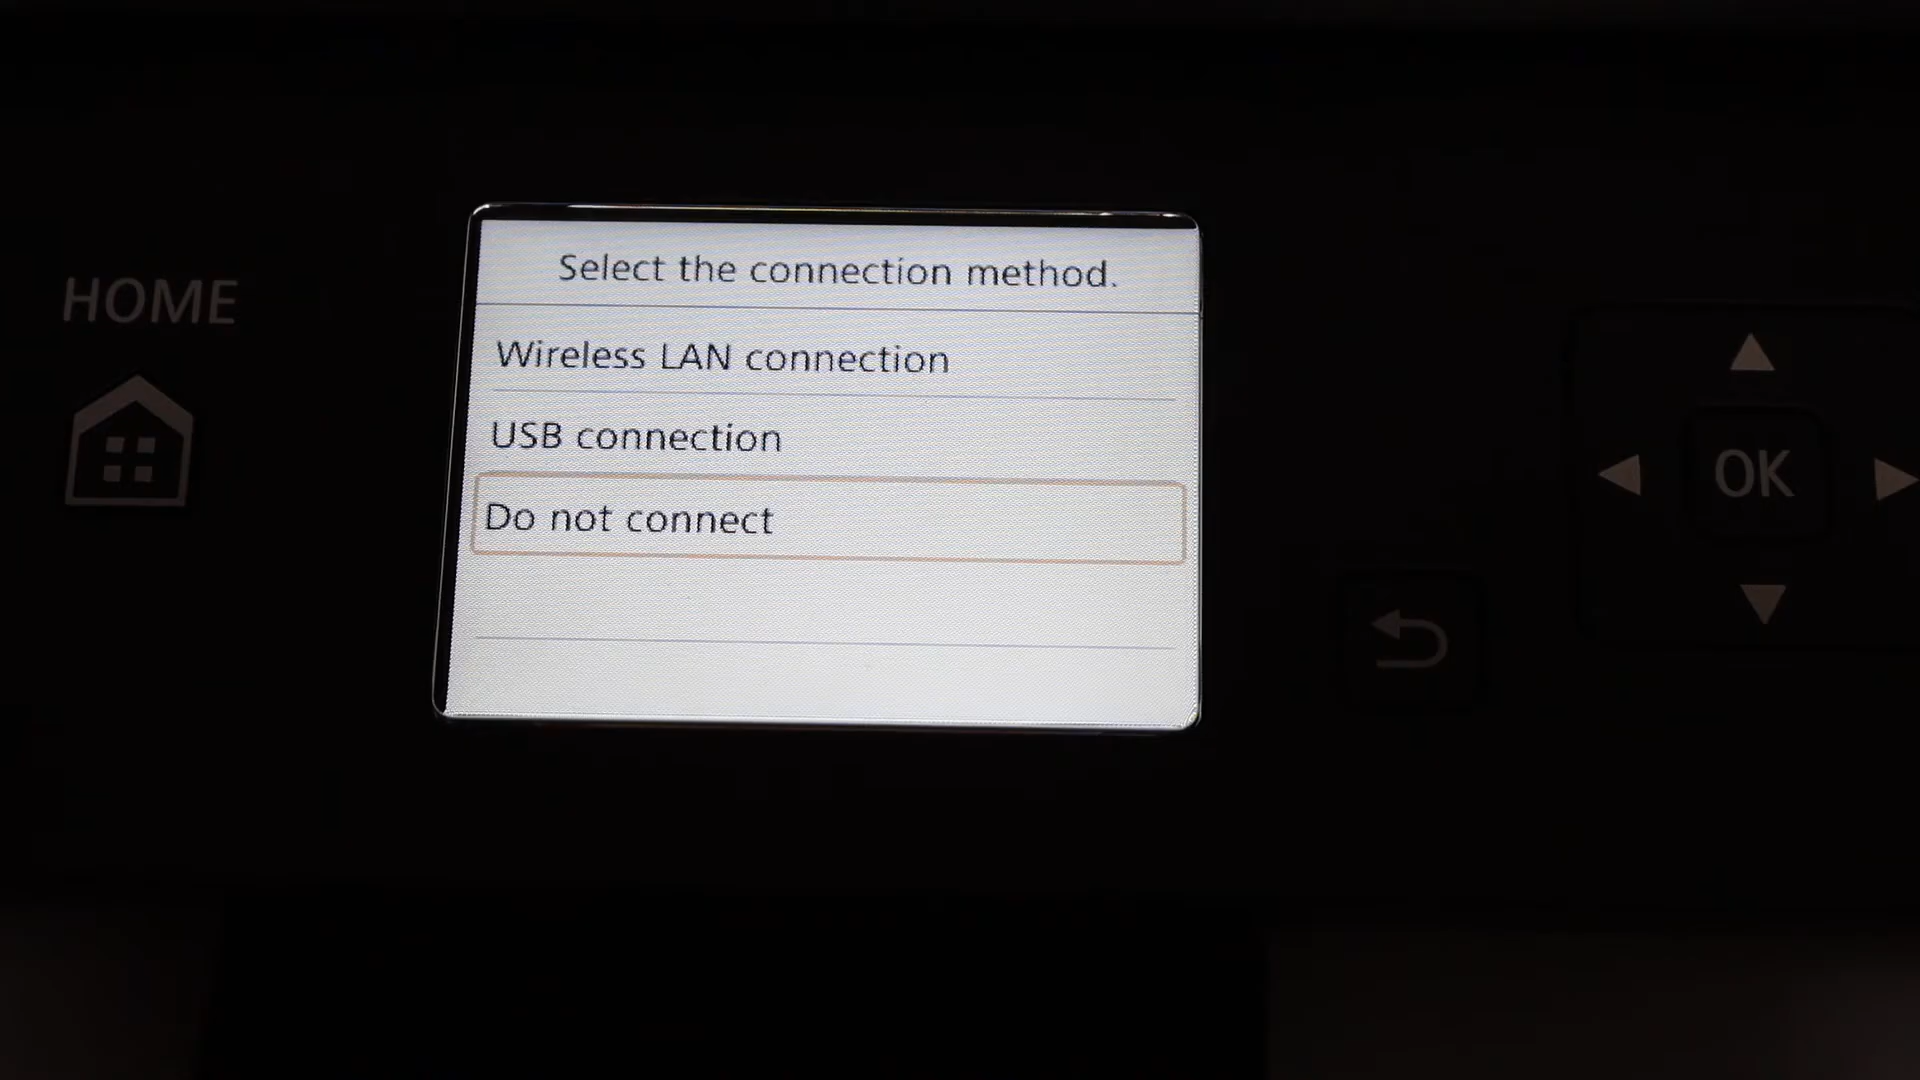 Select the connection method.
HOME
Wireless LAN connection
USB connection
OK
Do not connect